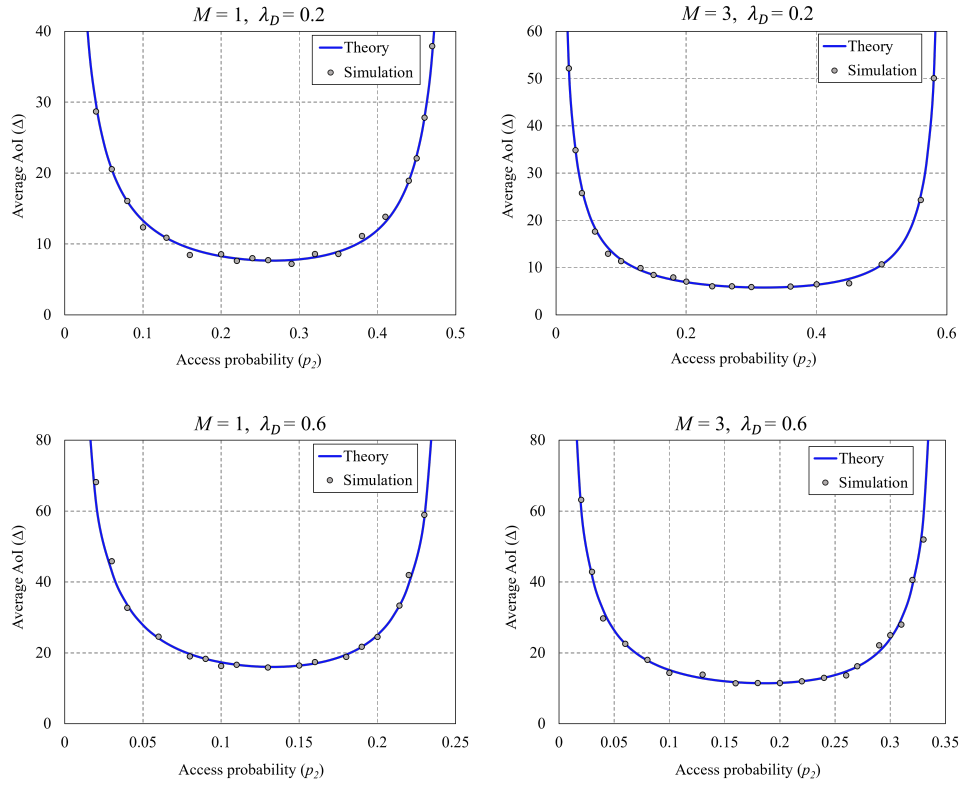 M = 1, λ_D = 0.2
40
30
20
10
0
Average AoI (Δ)
Theory
Simulation
0 0.1 0.2 0.3 0.4 0.5
Access probability (p_2)
M = 3, λ_D = 0.2
60
50
40
30
20
10
0
Average AoI (Δ)
Theory
Simulation
0 0.2 0.4 0.6
Access probability (p_2)
M = 1, λ_D = 0.6
80
60
40
20
0
Average AoI (Δ)
Theory
Simulation
0 0.05 0.1 0.15 0.2 0.25
Access probability (p_2)
M = 3, λ_D = 0.6
80
60
40
20
0
Average AoI (Δ)
Theory
Simulation
0 0.05 0.1 0.15 0.2 0.25 0.3 0.35
Access probability (p_2)